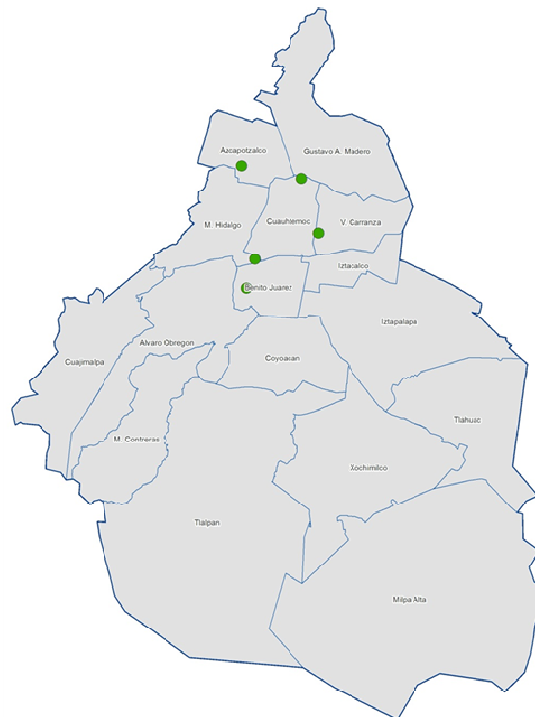 Azcapotzalco
Gustavo A. Madero
M. Hidalgo
Cuauhtemoc
V. Carranza
Iztacalco
Benito Juarez
Iztapalapa
Alvaro Obregon
Cuajimalpa
Coyoacan
M. Contreras
Tlahuac
Xochimilco
Tlalpan
Milpa Alta